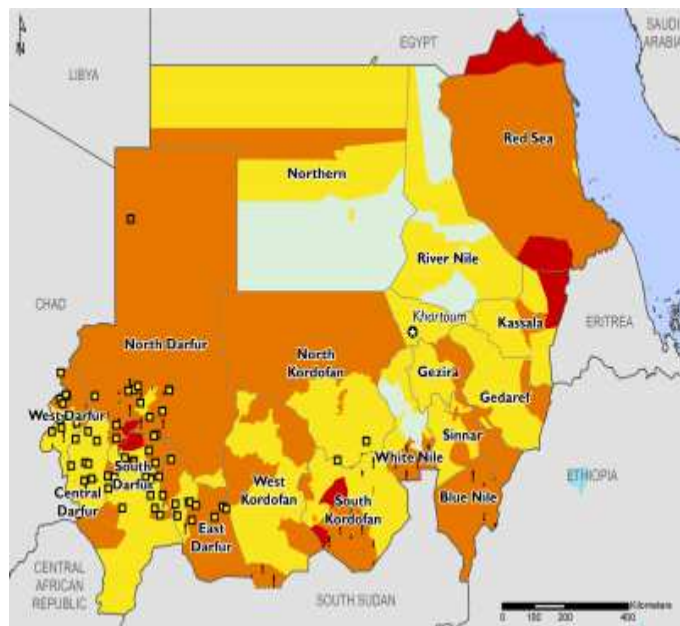 N
EGYPT
SAUDI
ARABIA
LIBYA
Red Sea
Northern
River Nile
CHAD
Khartoum
Kassala
ERITREA
North Darfur
North
Kordofan
Gezira
Gedaref
West Darfur
Sinnar
White Nile
South
Darfur
West
Kordofan
South
Kordofan
Blue Nile
ETHIOPIA
Central
Darfur
East
Darfur
CENTRAL
AFRICAN
REPUBLIC
SOUTH SUDAN
Kilometers
0 100 200 400